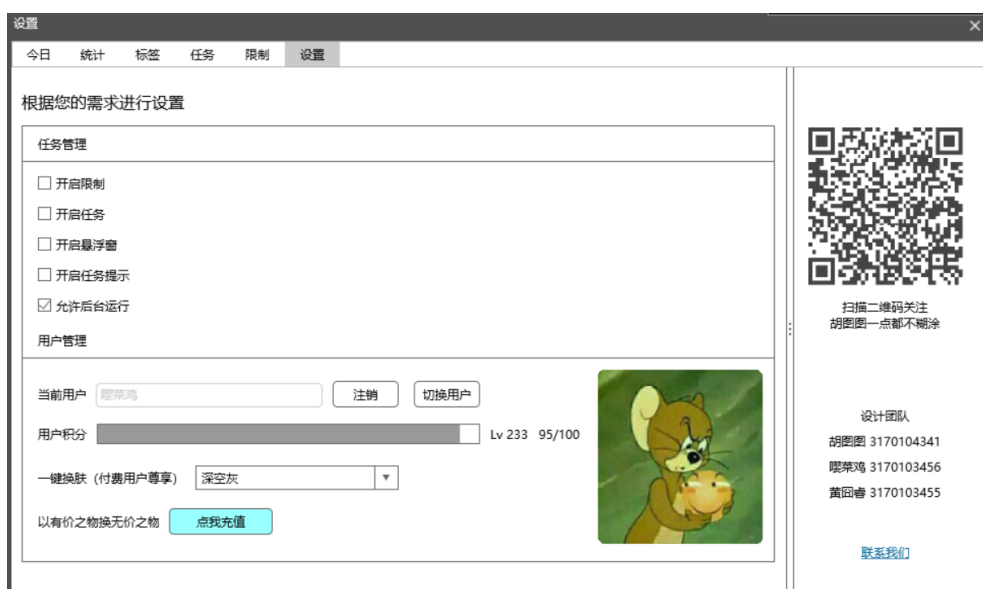 设置
今日 统计 标签 任务 限制 设置
根据您的需求进行设置
任务管理
开启限制
开启任务
开启悬浮窗
开启任务提示
允许后台运行
用户管理
当前用户 嘤菜鸡 注销 切换用户
用户积分 Lv 233 95/100
一键换肤（付费用户尊享） 深空灰
以有价之物换无价之物 点我充值
扫描二维码关注
胡图图一点都不糊涂
设计团队
胡图图 3170104341
嘤菜鸡 3170103456
黄囧睿 3170103455
联系我们